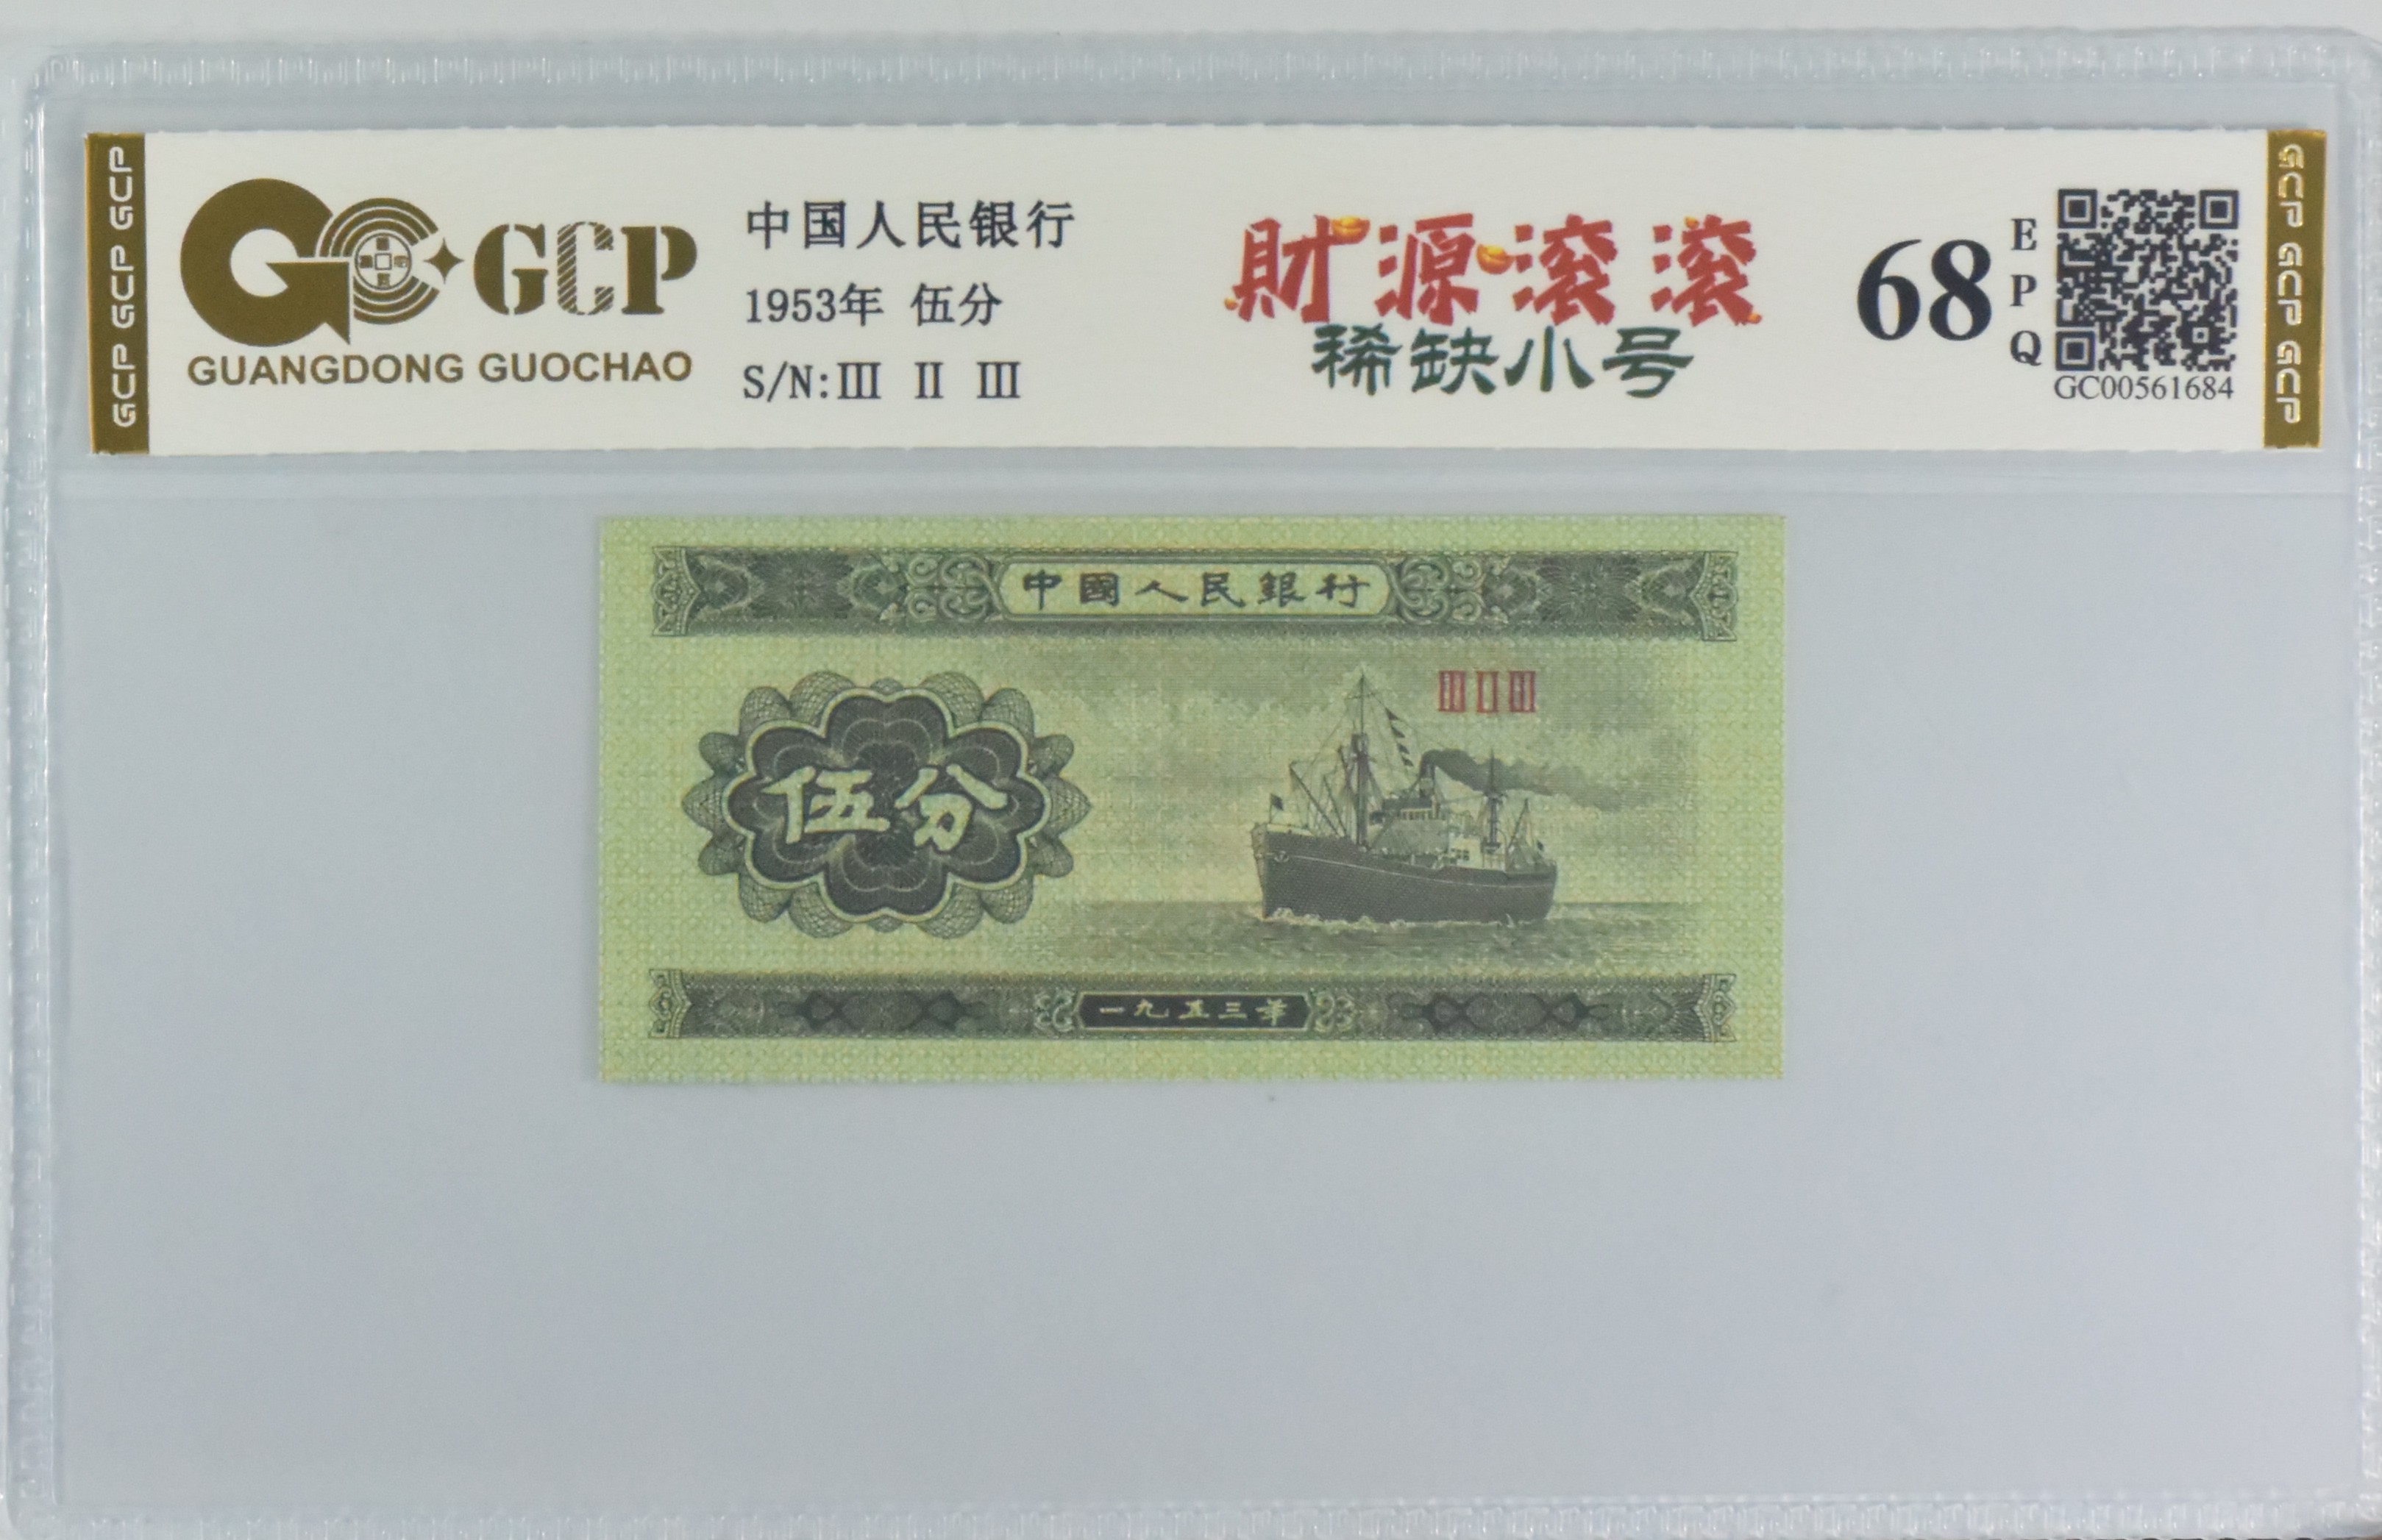 GCP GCP GCP
GCP
GUANGDONG GUOCHAO
中国人民银行
1953年 伍分
S/N:III II III
財源滚滚
稀缺小号
68
EPQ
GC00561684
GCP GCP GCP
中國人民銀行
III II III
伍分
一九五三年